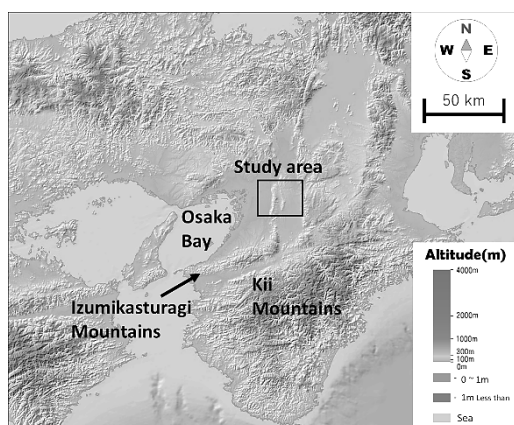 N
W E
S
50 km
Study area
Osaka
Bay
Izumikasturagi
Mountains
Kii
Mountains
Altitude(m)
4000m
2000m
1000m
300m
100m
0m
0 ~ 1m
1m Less than
Sea